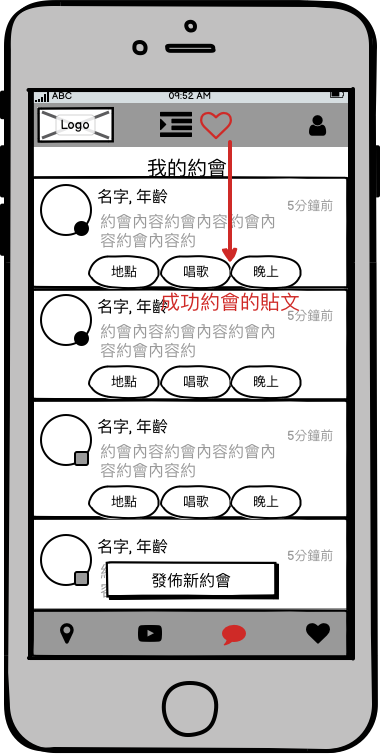 ABC
09:52 AM
Logo
我的約會
名字, 年齡
5分鐘前
約會內容約會內容約會內
容約會內容約
地點
唱歌
晚上
成功約會的貼文
名字, 年齡
5分鐘前
約會內容約會內容約會內
容約會內容約
地點
唱歌
晚上
名字, 年齡
5分鐘前
約會內容約會內容約會內
容約會內容約
地點
唱歌
晚上
名字, 年齡
5分鐘前
發佈新約會